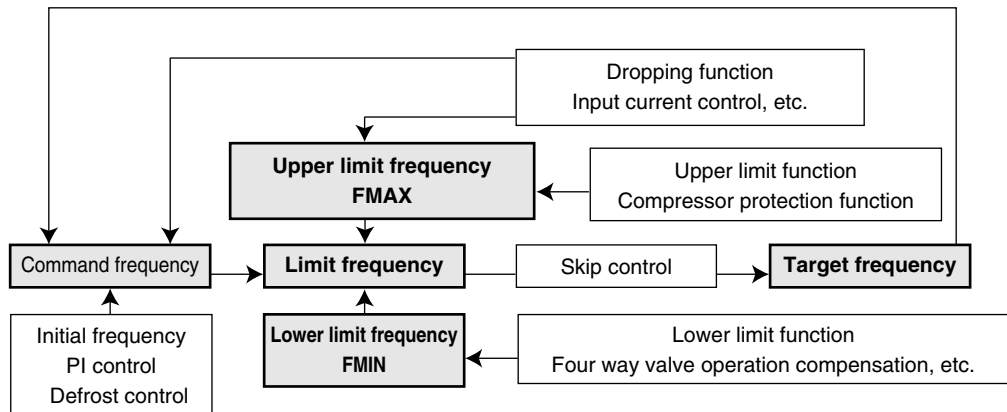 Dropping function
Input current control, etc.
Upper limit frequency
FMAX
Upper limit function
Compressor protection function
Command frequency
Limit frequency
Skip control
Target frequency
Initial frequency
PI control
Defrost control
Lower limit frequency
FMIN
Lower limit function
Four way valve operation compensation, etc.